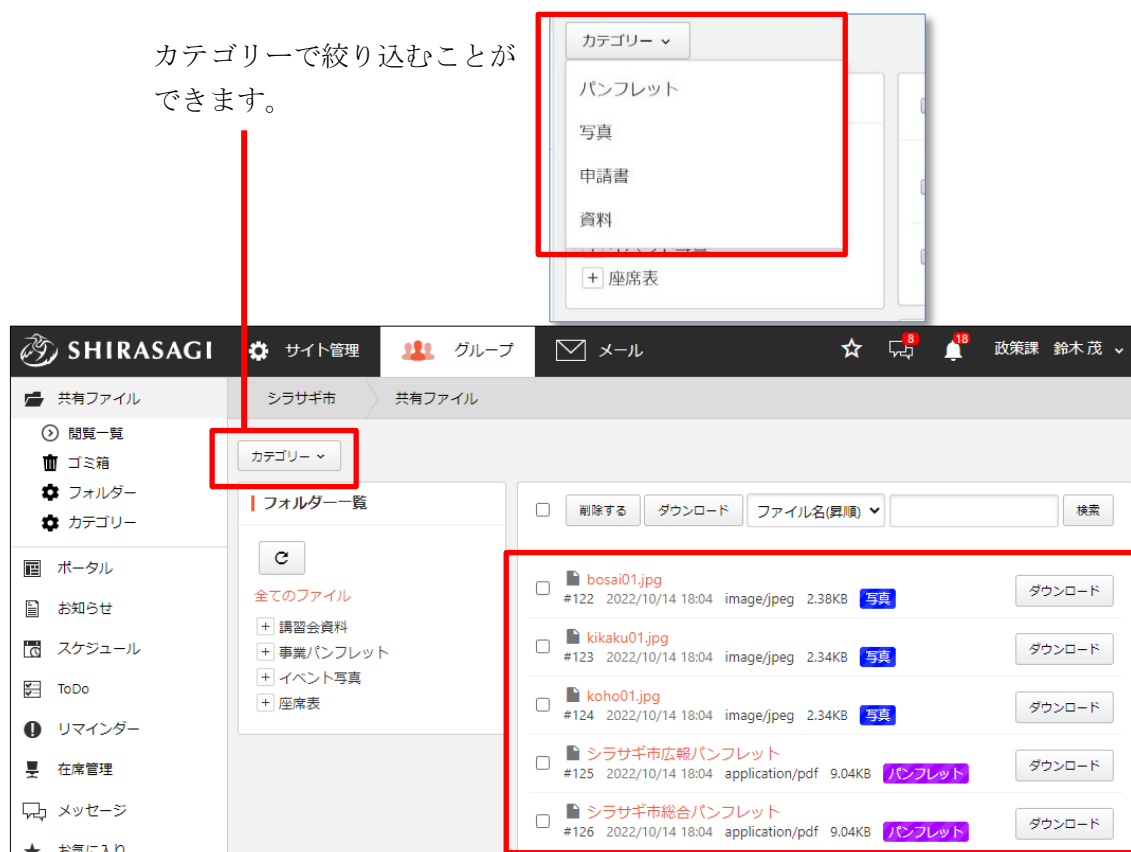 カテゴリーで絞り込むことが
できます。
カテゴリー
パンフレット
写真
申請書
資料
座席表
SHIRASAGI
サイト管理
グループ
メール
8
18
政策課 鈴木 茂
共有ファイル
シラサギ市
共有ファイル
閲覧一覧
ゴミ箱
フォルダー
カテゴリー
ポータル
お知らせ
スケジュール
ToDo
リマインダー
在席管理
メッセージ
お気に入り
カテゴリー
フォルダー一覧
全てのファイル
講習会資料
事業パンフレット
イベント写真
座席表
削除する
ダウンロード
ファイル名(昇順)
検索
bosai01.jpg
#122 2022/10/14 18:04 image/jpeg 2.38KB 写真
ダウンロード
kikaku01.jpg
#123 2022/10/14 18:04 image/jpeg 2.34KB 写真
ダウンロード
koho01.jpg
#124 2022/10/14 18:04 image/jpeg 2.34KB 写真
ダウンロード
シラサギ市広報パンフレット
#125 2022/10/14 18:04 application/pdf 9.04KB パンフレット
ダウンロード
シラサギ市総合パンフレット
#126 2022/10/14 18:04 application/pdf 9.04KB パンフレット
ダウンロード